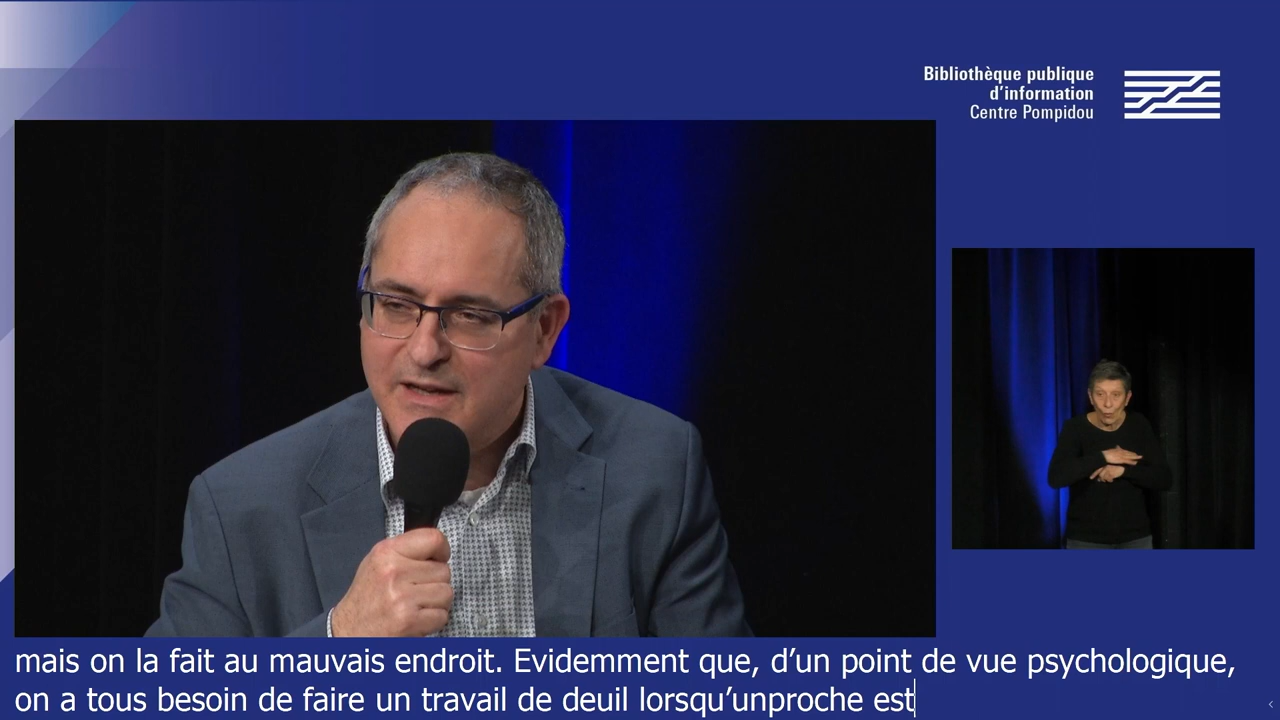 Bibliothèque publique
d’information
Centre Pompidou
mais on la fait au mauvais endroit. Evidemment que, d’un point de vue psychologique,
on a tous besoin de faire un travail de deuil lorsqu’unproche est